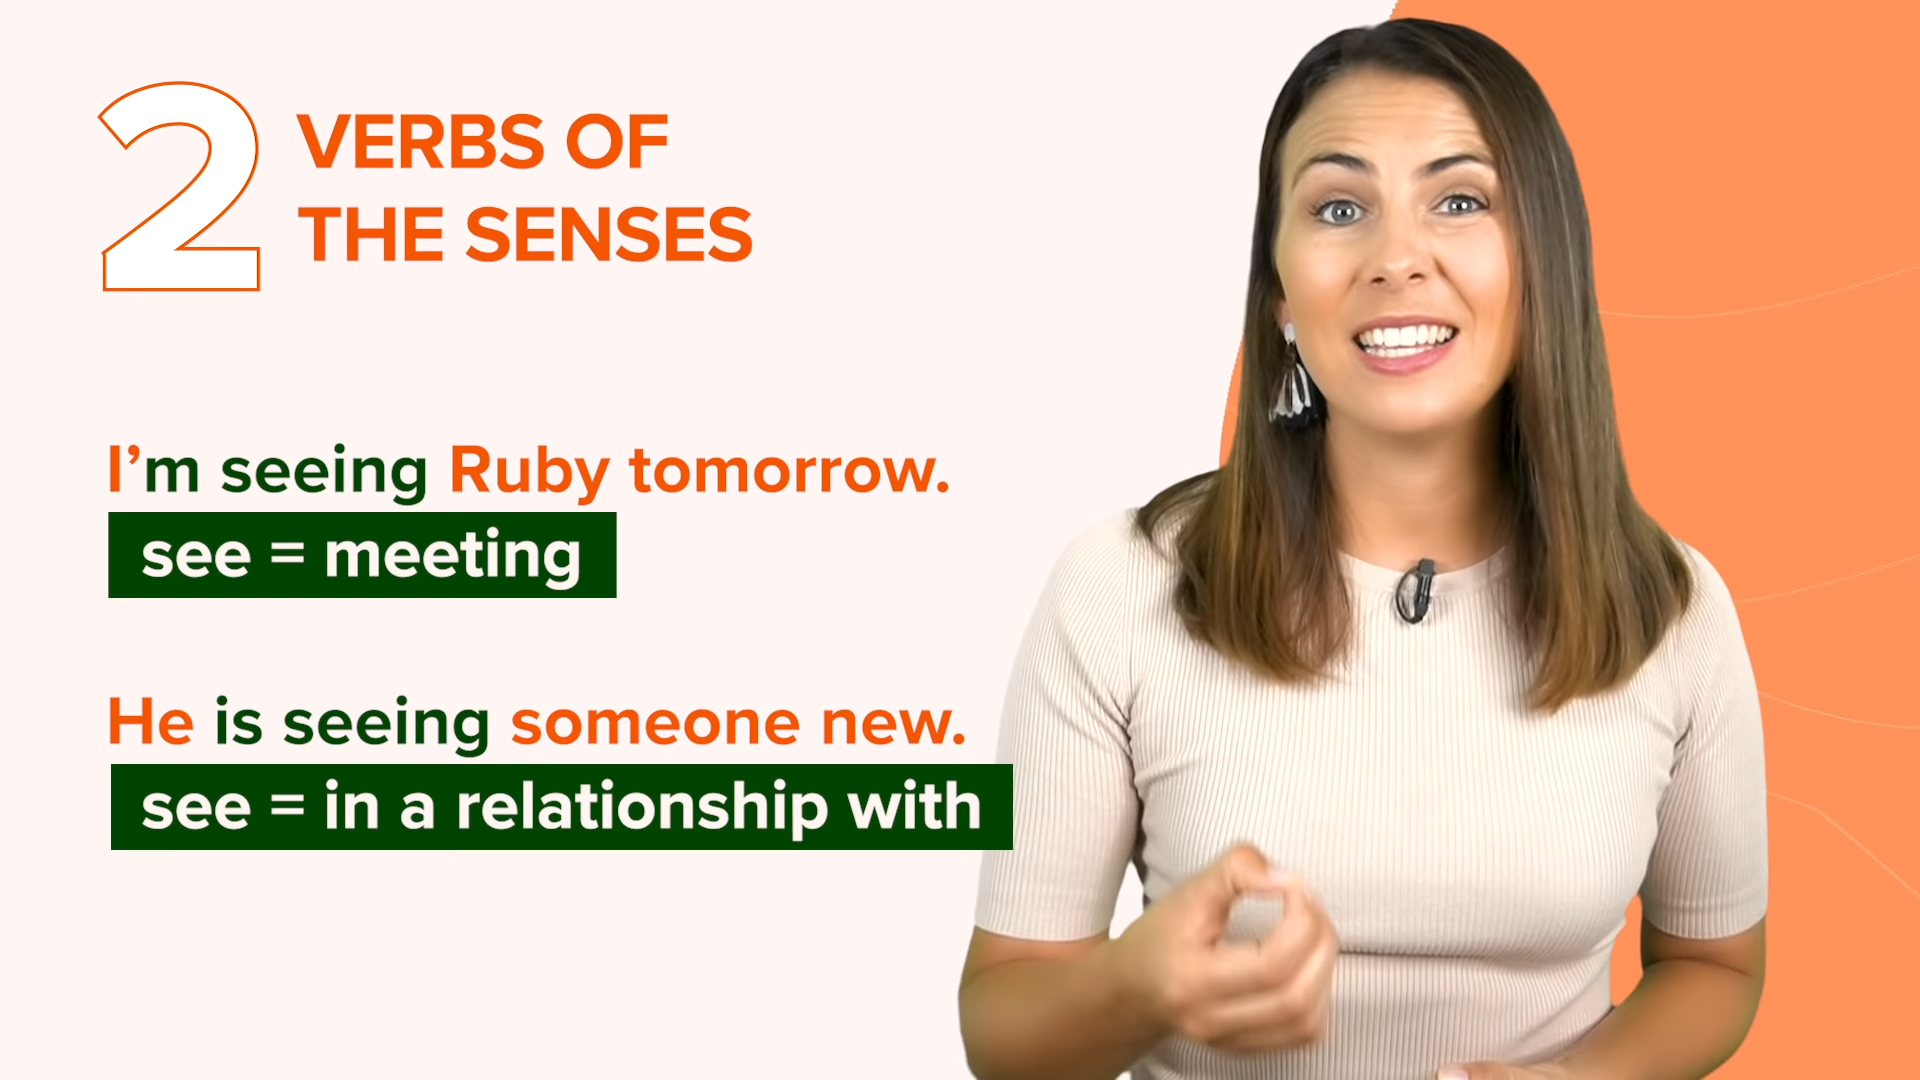 2
VERBS OF
THE SENSES
I’m seeing Ruby tomorrow.
see = meeting
He is seeing someone new.
see = in a relationship with